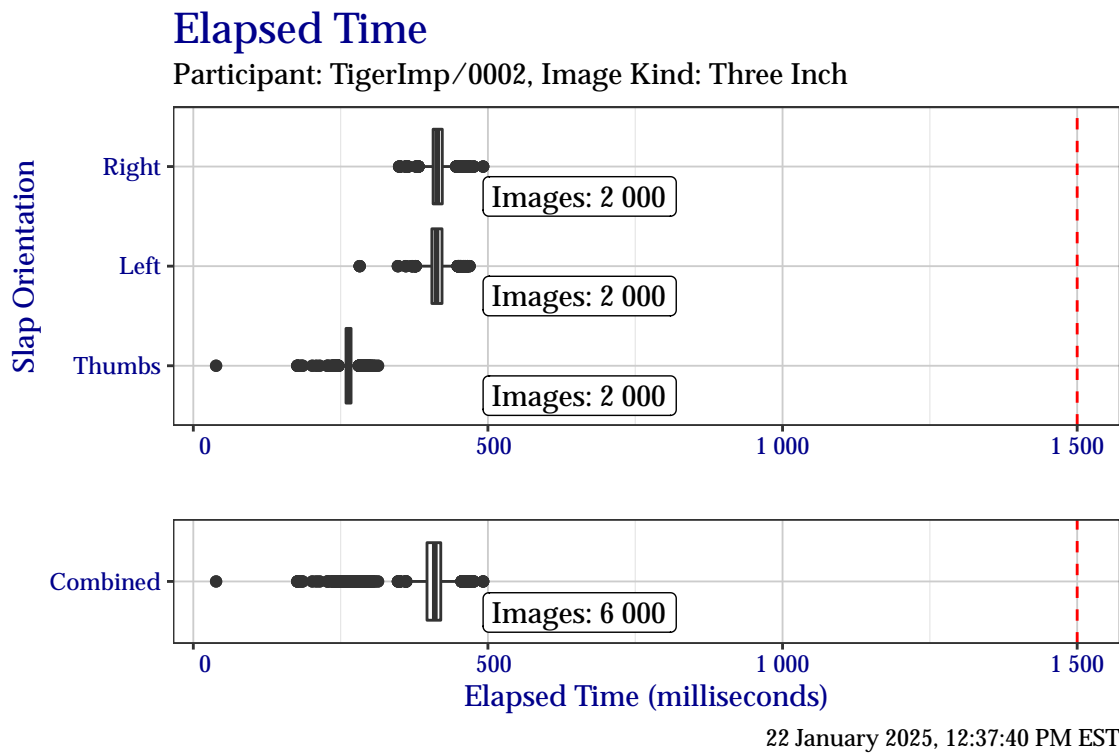 Elapsed Time
Participant: TigerImp/0002, Image Kind: Three Inch
Slap Orientation
Right
Images: 2 000
Left
Images: 2 000
Thumbs
Images: 2 000
0 500 1 000 1 500
Combined
Images: 6 000
0 500 1 000 1 500
Elapsed Time (milliseconds)
22 January 2025, 12:37:40 PM EST